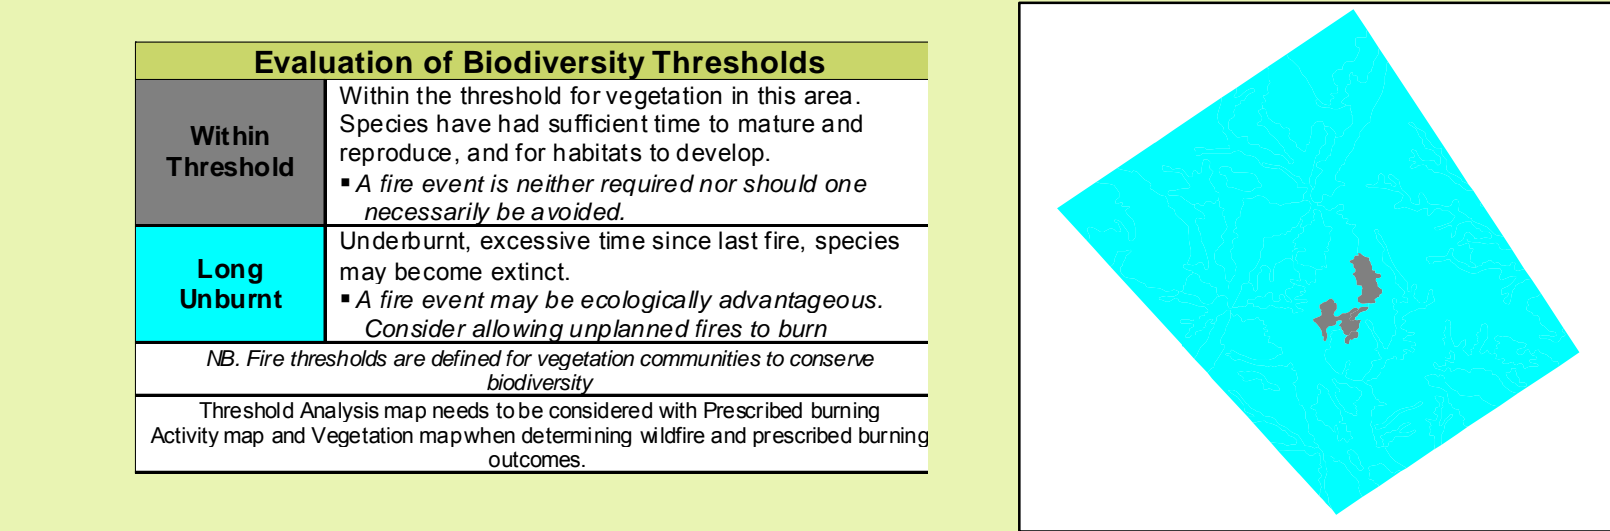 Evaluation of Biodiversity Thresholds
Within
Threshold
Within the threshold for vegetation in this area.
Species have had sufficient time to mature and
reproduce, and for habitats to develop.
▪ A fire event is neither required nor should one
necessarily be avoided.
Long
Unburnt
Underburnt, excessive time since last fire, species
may become extinct.
▪ A fire event may be ecologically advantageous.
Consider allowing unplanned fires to burn
NB. Fire thresholds are defined for vegetation communities to conserve
biodiversity
Threshold Analysis map needs to be considered with Prescribed burning
Activity map and Vegetation map when determining wildfire and prescribed burning
outcomes.